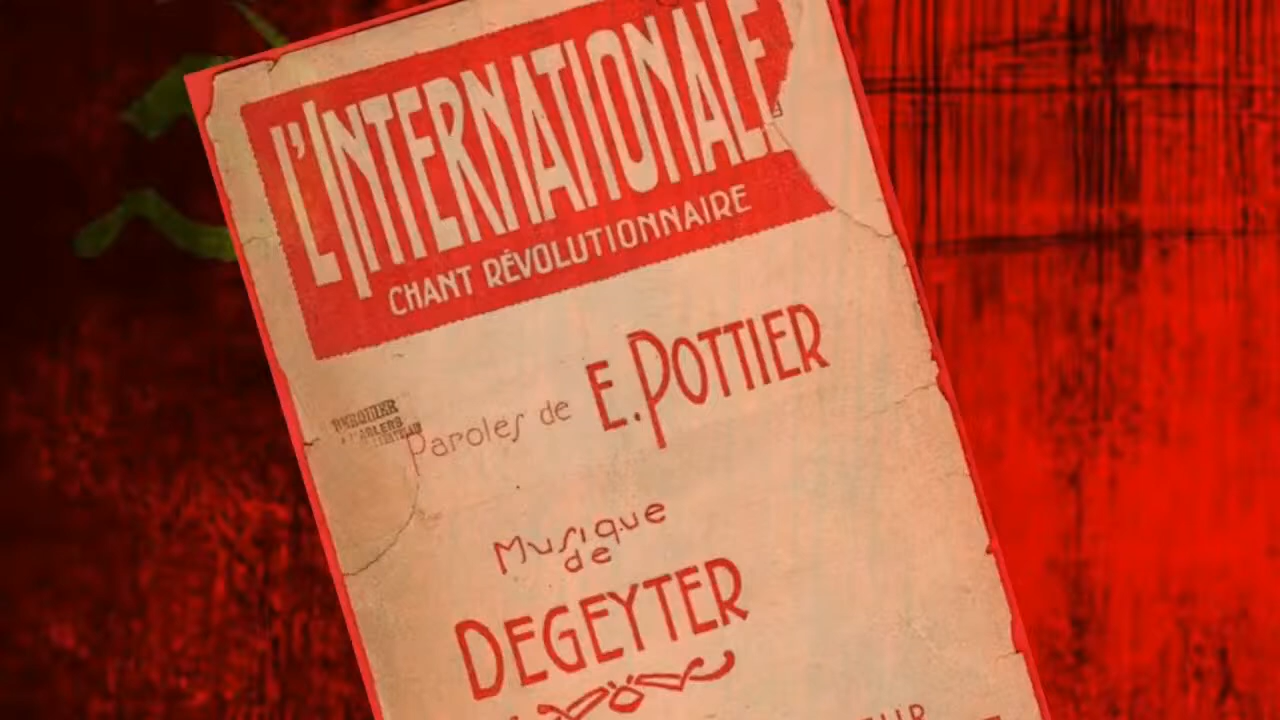 L'INTERNATIONALE
CHANT RÉVOLUTIONNAIRE
E. POTTIER
Paroles de
Musique
de
DEGEYTER